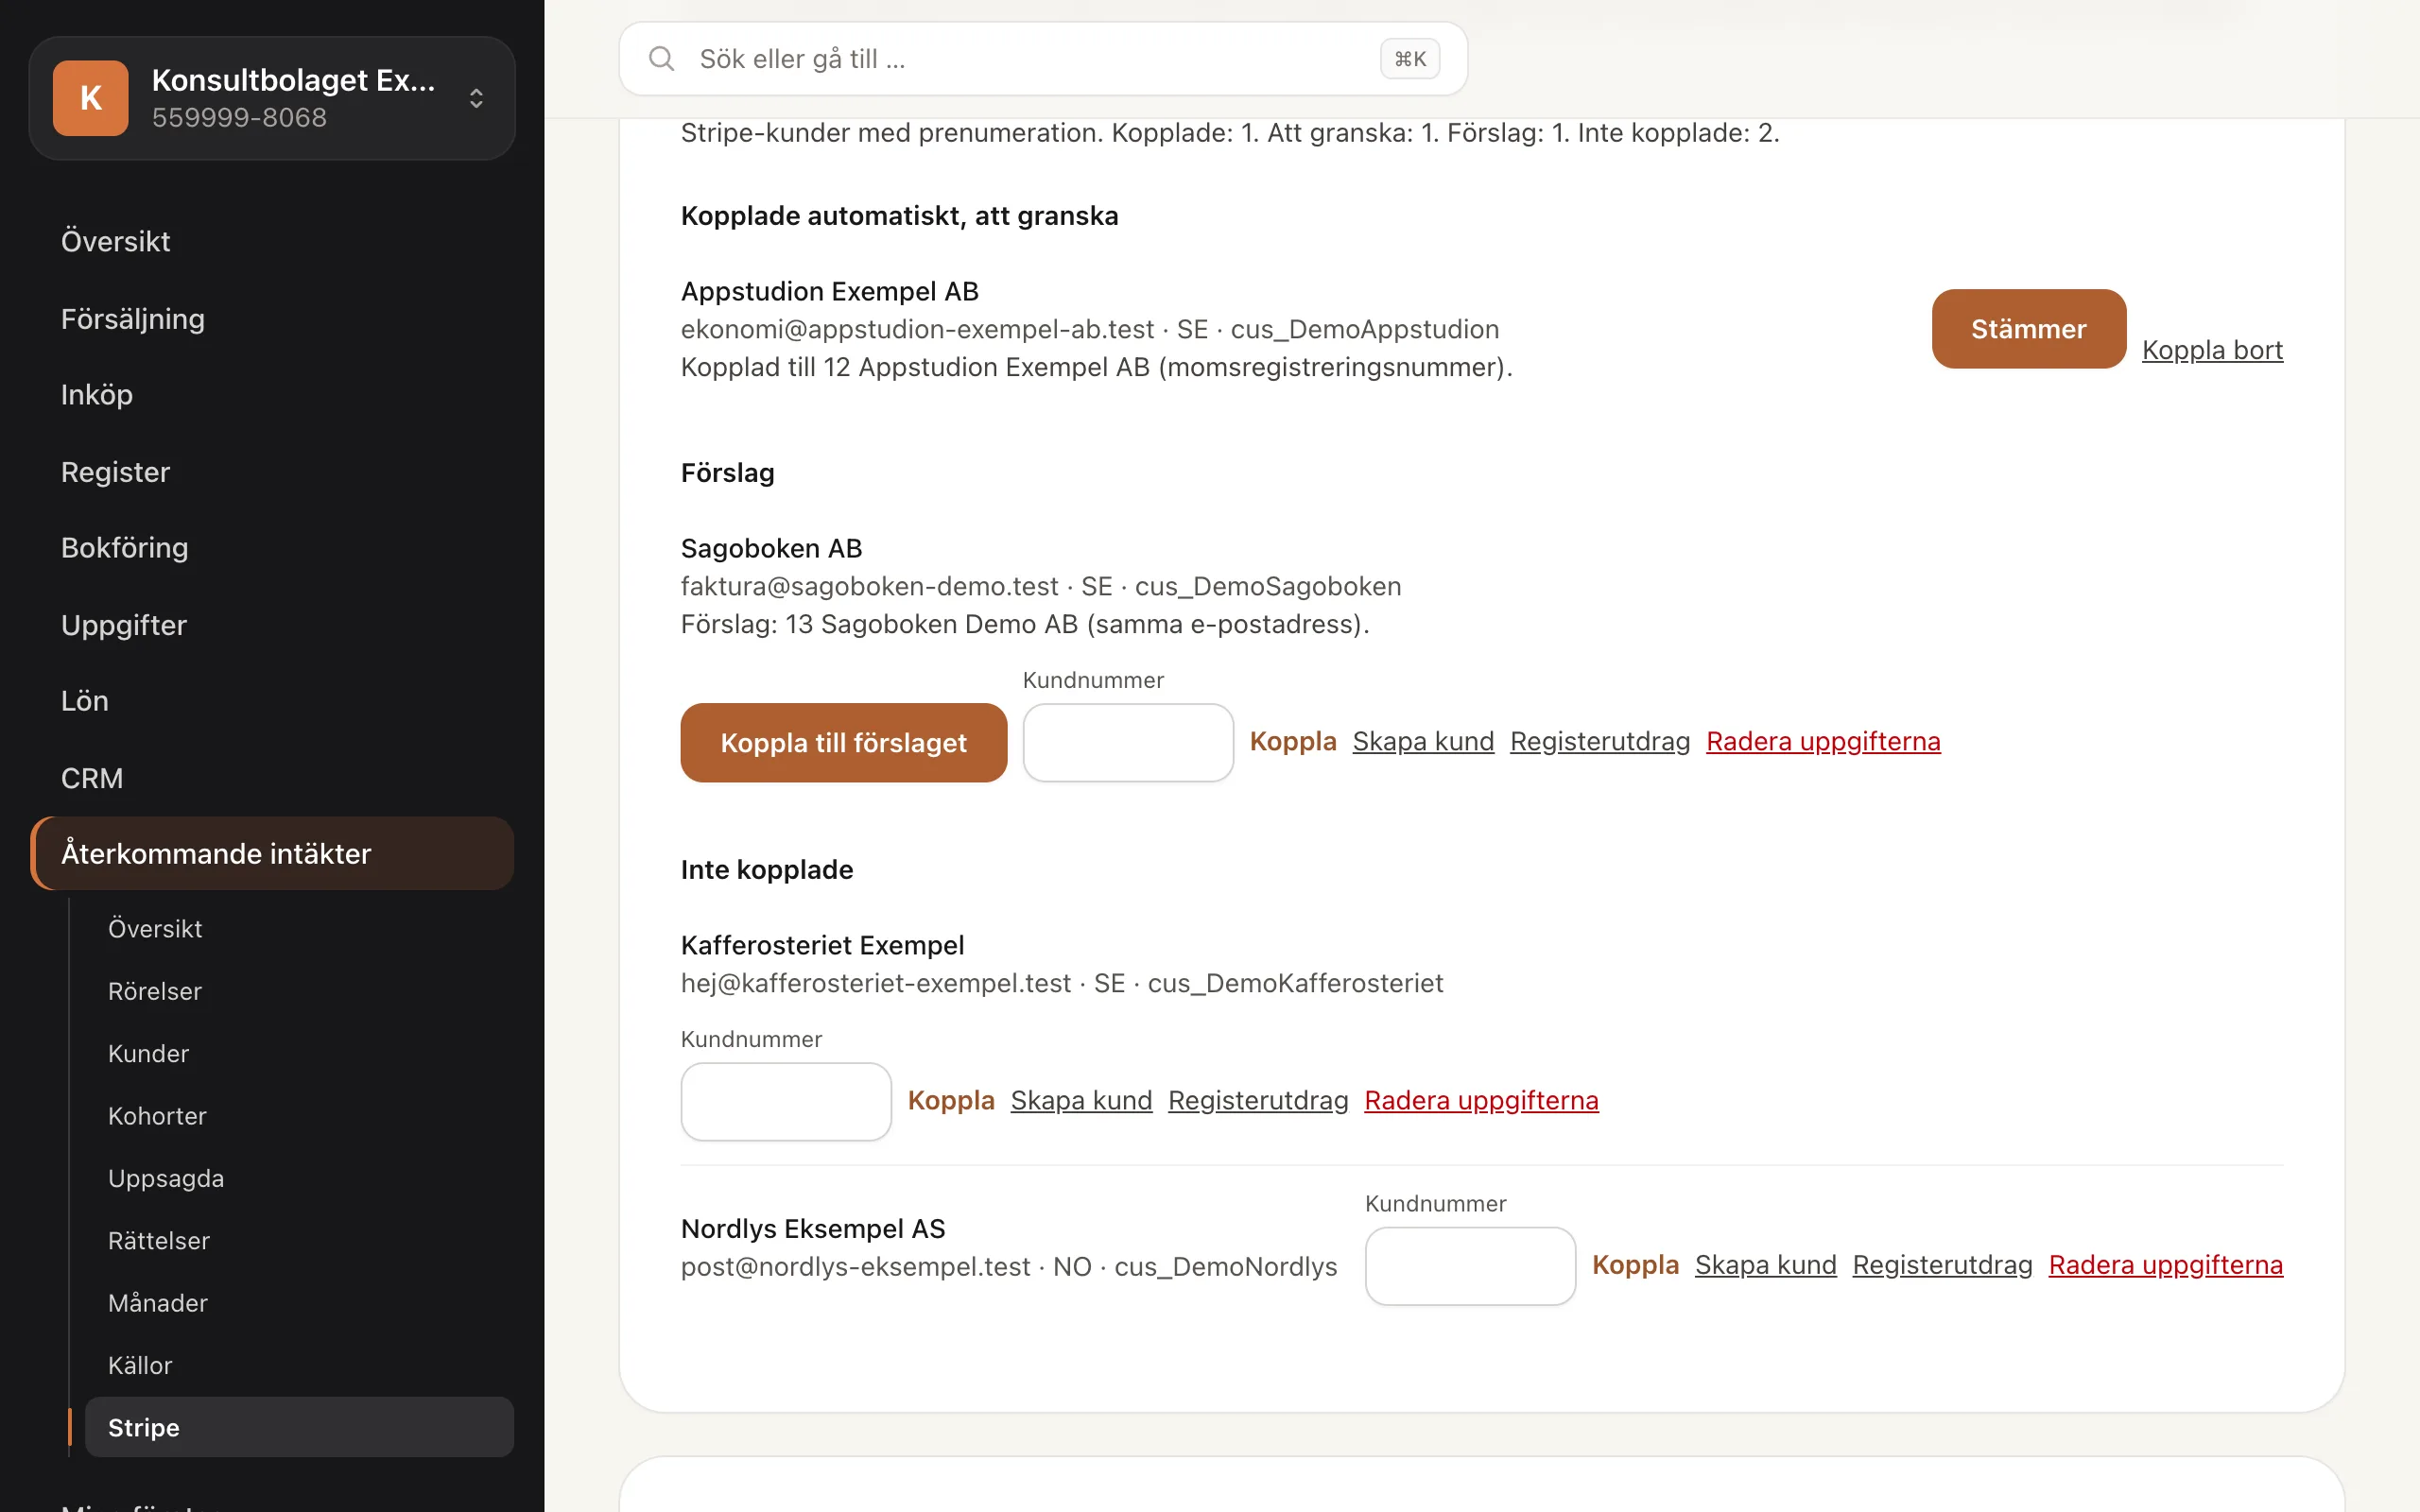 K
Konsultbolaget Ex...
559999-8068
Översikt
Försäljning
Inköp
Register
Bokföring
Uppgifter
Lön
CRM
Återkommande intäkter
Översikt
Rörelser
Kunder
Kohorter
Uppsagda
Rättelser
Månader
Källor
Stripe
Sök eller gå till ...
⌘K
Stripe-kunder med prenumeration. Kopplade: 1. Att granska: 1. Förslag: 1. Inte kopplade: 2.
Kopplade automatiskt, att granska
Appstudion Exempel AB
ekonomi@appstudion-exempel-ab.test · SE · cus_DemoAppstudion
Kopplad till 12 Appstudion Exempel AB (momsregistreringsnummer).
Stämmer Koppla bort
Förslag
Sagoboken AB
faktura@sagoboken-demo.test · SE · cus_DemoSagoboken
Förslag: 13 Sagoboken Demo AB (samma e-postadress).
Kundnummer
Koppla till förslaget Koppla Skapa kund Registerutdrag Radera uppgifterna
Inte kopplade
Kafferosteriet Exempel
hej@kafferosteriet-exempel.test · SE · cus_DemoKafferosteriet
Kundnummer
Koppla Skapa kund Registerutdrag Radera uppgifterna
Nordlys Eksempel AS
post@nordlys-eksempel.test · NO · cus_DemoNordlys
Kundnummer
Koppla Skapa kund Registerutdrag Radera uppgifterna